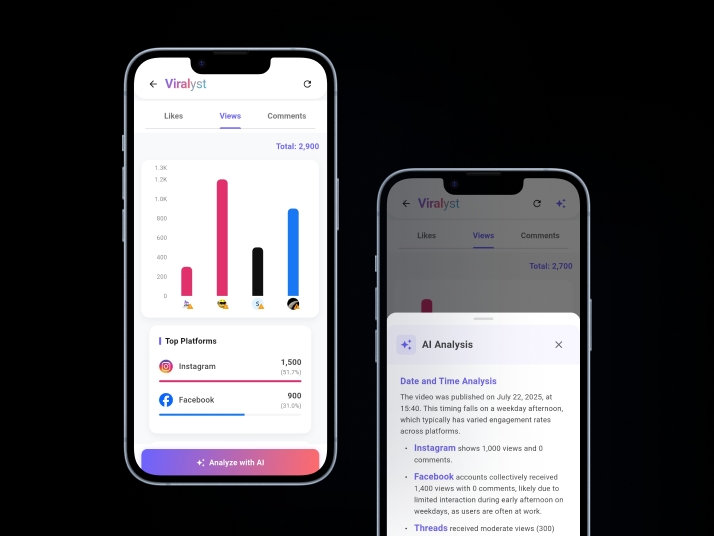 Viralyst
Likes Views Comments
Total: 2,900
1.3K
1.2K
1.0K
800
600
400
200
0
Top Platforms
Instagram 1,500
(51.7%)
Facebook 900
(31.0%)
Analyze with AI
Viralyst
Likes Views Comments
Total: 2,700
AI Analysis
Date and Time Analysis
The video was published on July 22, 2025, at
15:40. This timing falls on a weekday afternoon,
which typically has varied engagement rates
across platforms.
• Instagram shows 1,000 views and 0
comments.
• Facebook accounts collectively received
1,400 views with 0 comments, likely due to
limited interaction during early afternoon on
weekdays, as users are often at work.
• Threads received moderate views (300)